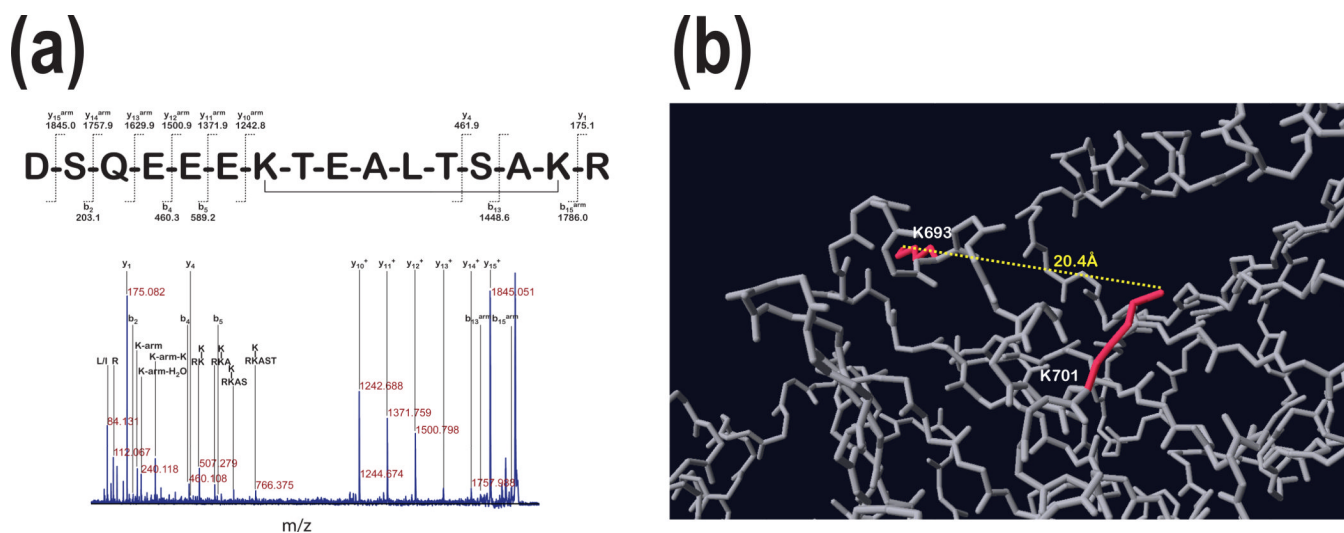 (a)
y15arm y14arm y13arm y12arm y11arm y10arm y4 y1
1845.0 1757.9 1629.9 1500.9 1371.9 1242.8 461.9 175.1
D-S-Q-E-E-E-K-T-E-A-L-T-S-A-K-R
b2 b4 b5 b13 b15arm
203.1 460.3 589.2 1448.6 1786.0
y1 y4 y10+ y11+ y12+ y13+ y14+ y15+
175.082 1845.051
b2 b4 b5 b13arm b15arm
K-arm K K K
L/I R K-arm-K RK RKA RKAST
K-arm-H2O K
RKAS
1242.688
84.131 1371.759
1500.798
112.067 507.279
240.118 460.108 766.375 1244.674 1757.988
m/z
(b)
K693
20.4Å
K701